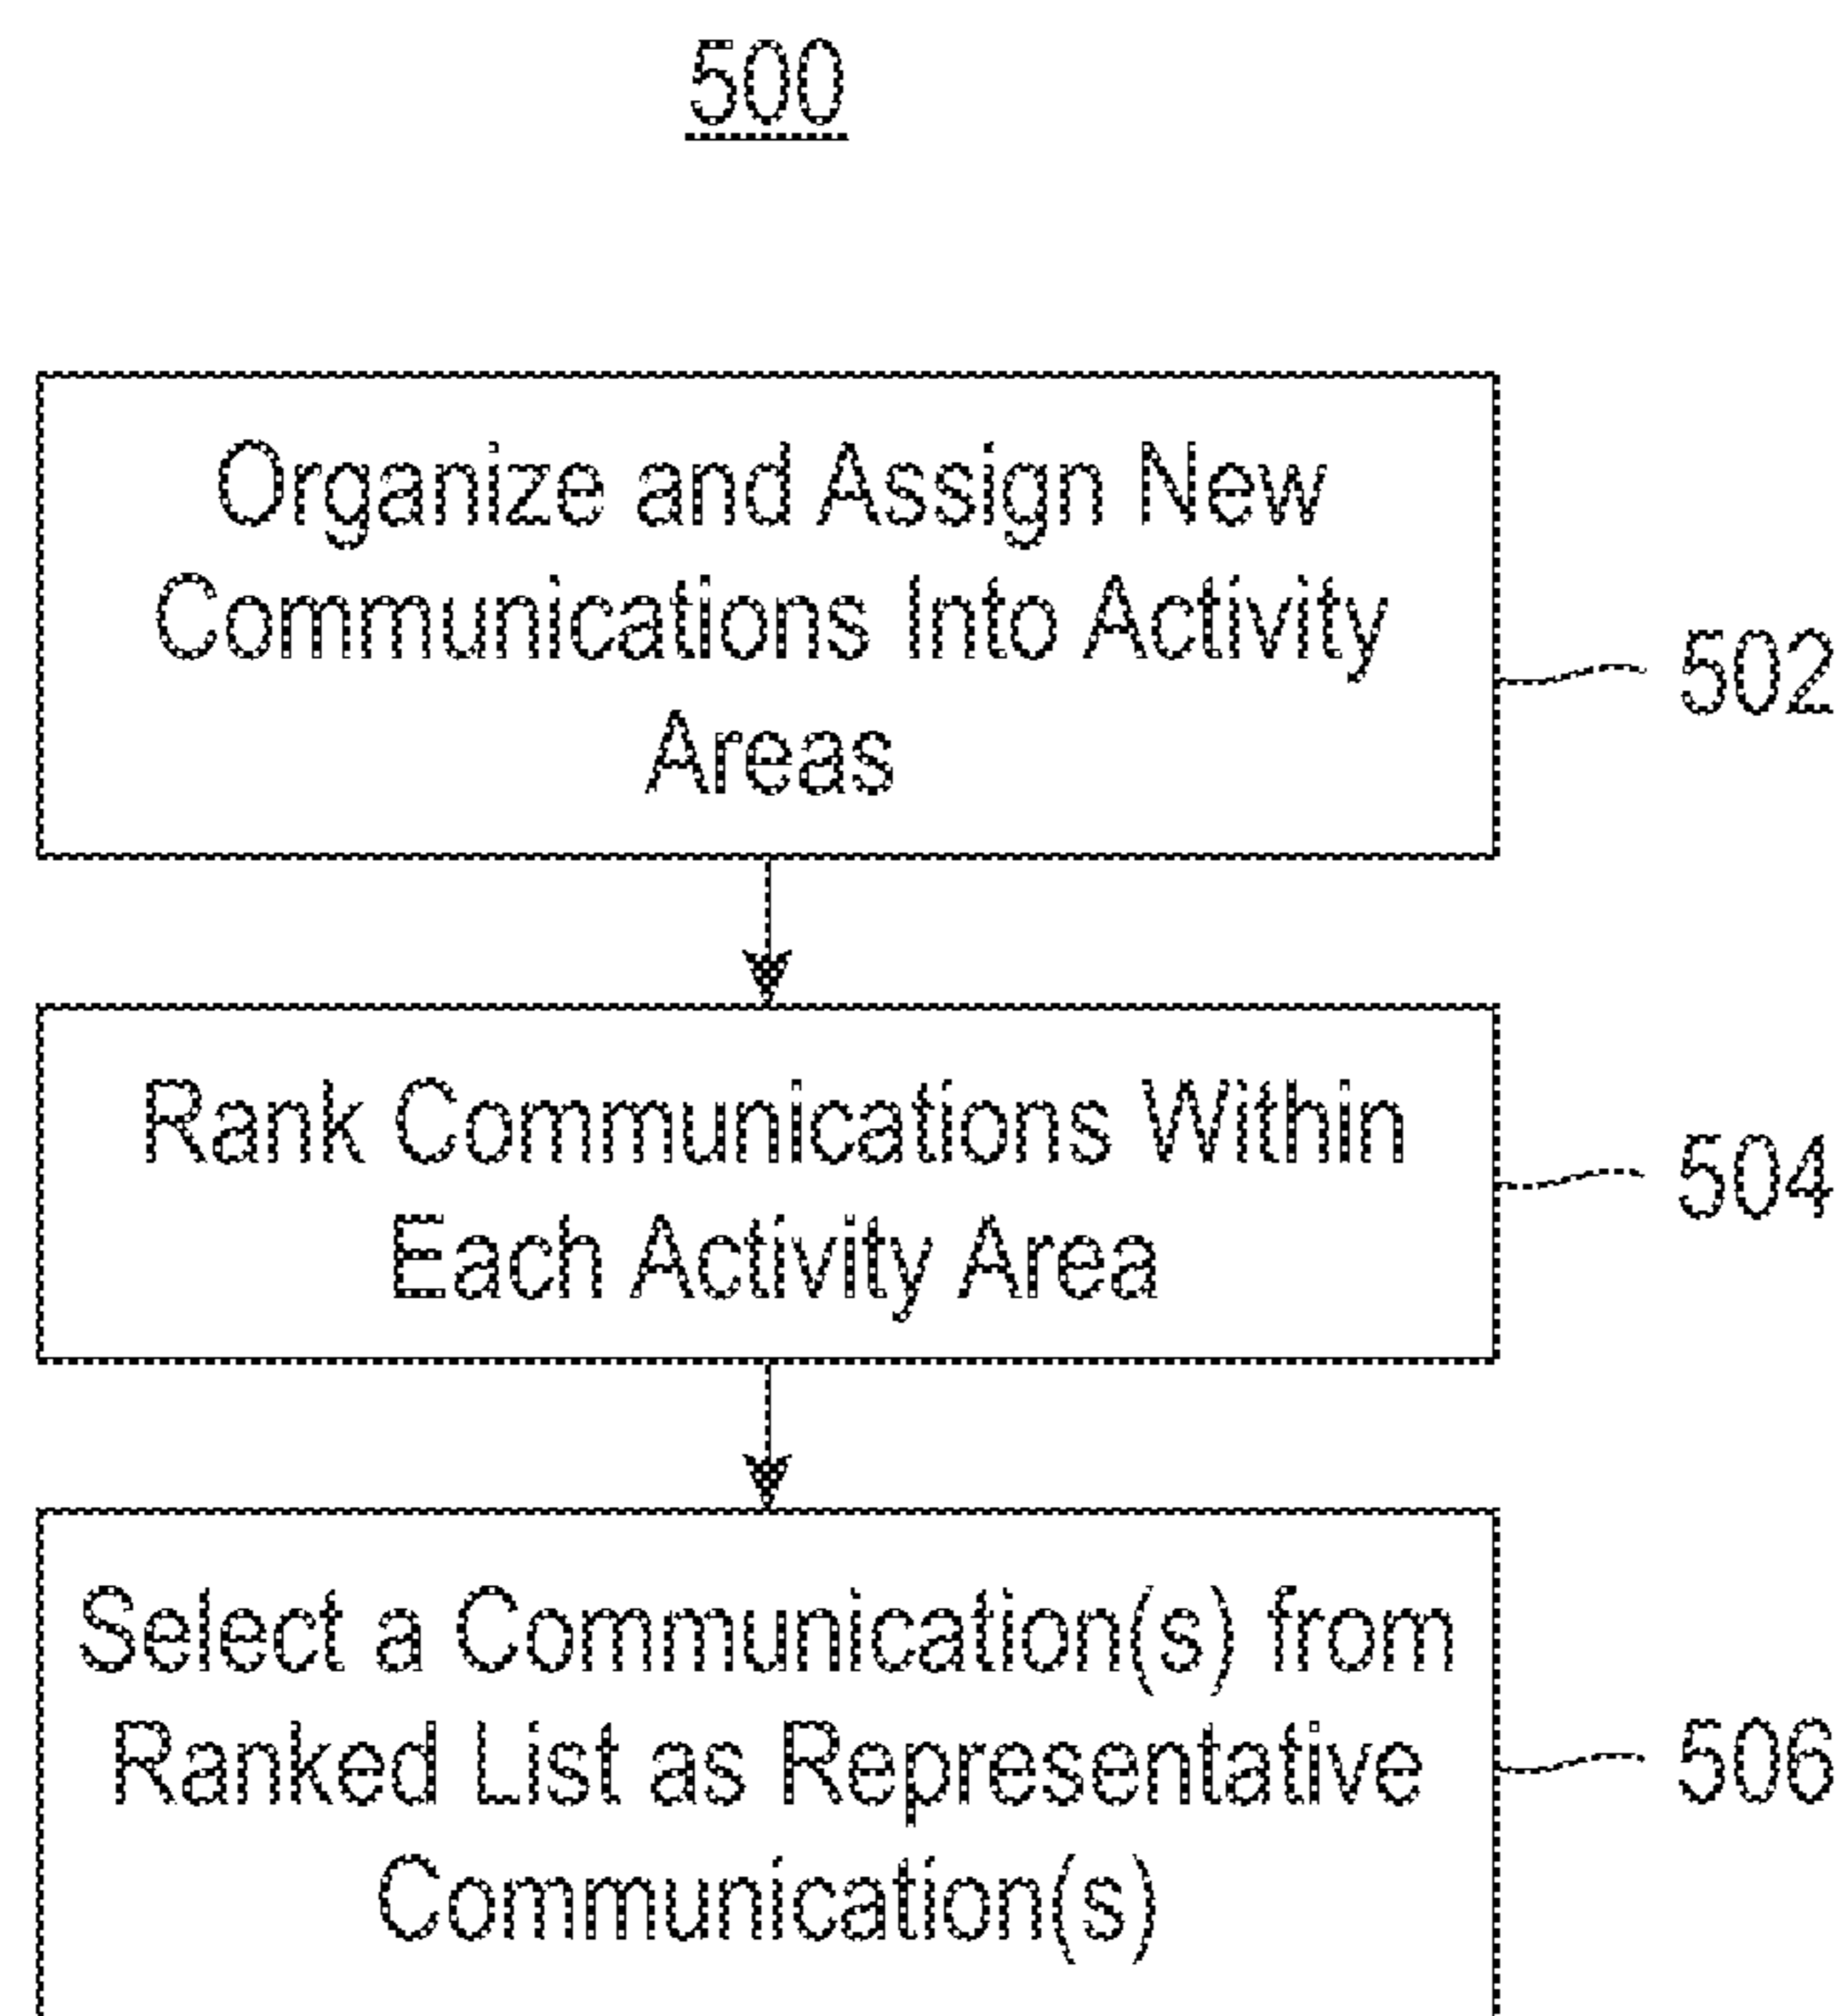 500
Organize and Assign New
Communications Into Activity
Areas
502
Rank Communications Within
Each Activity Area
504
Select a Communication(s) from
Ranked List as Representative
Communication(s)
506